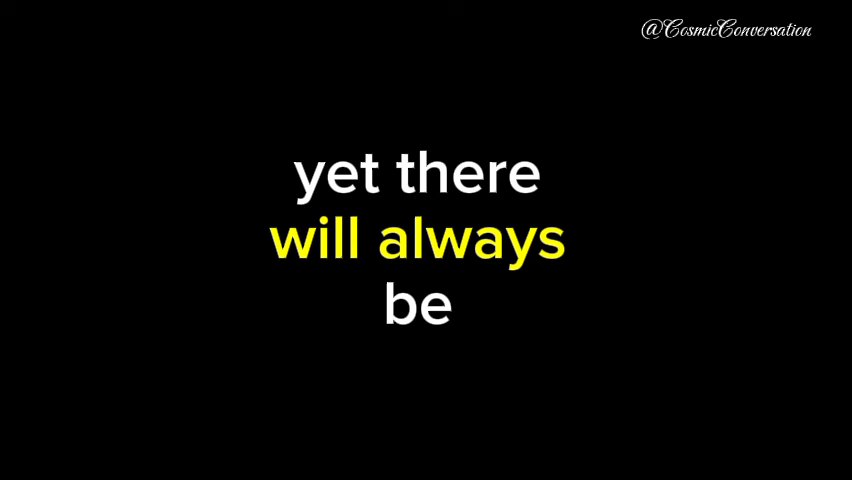 @CosmicConversation
yet there
will always
be